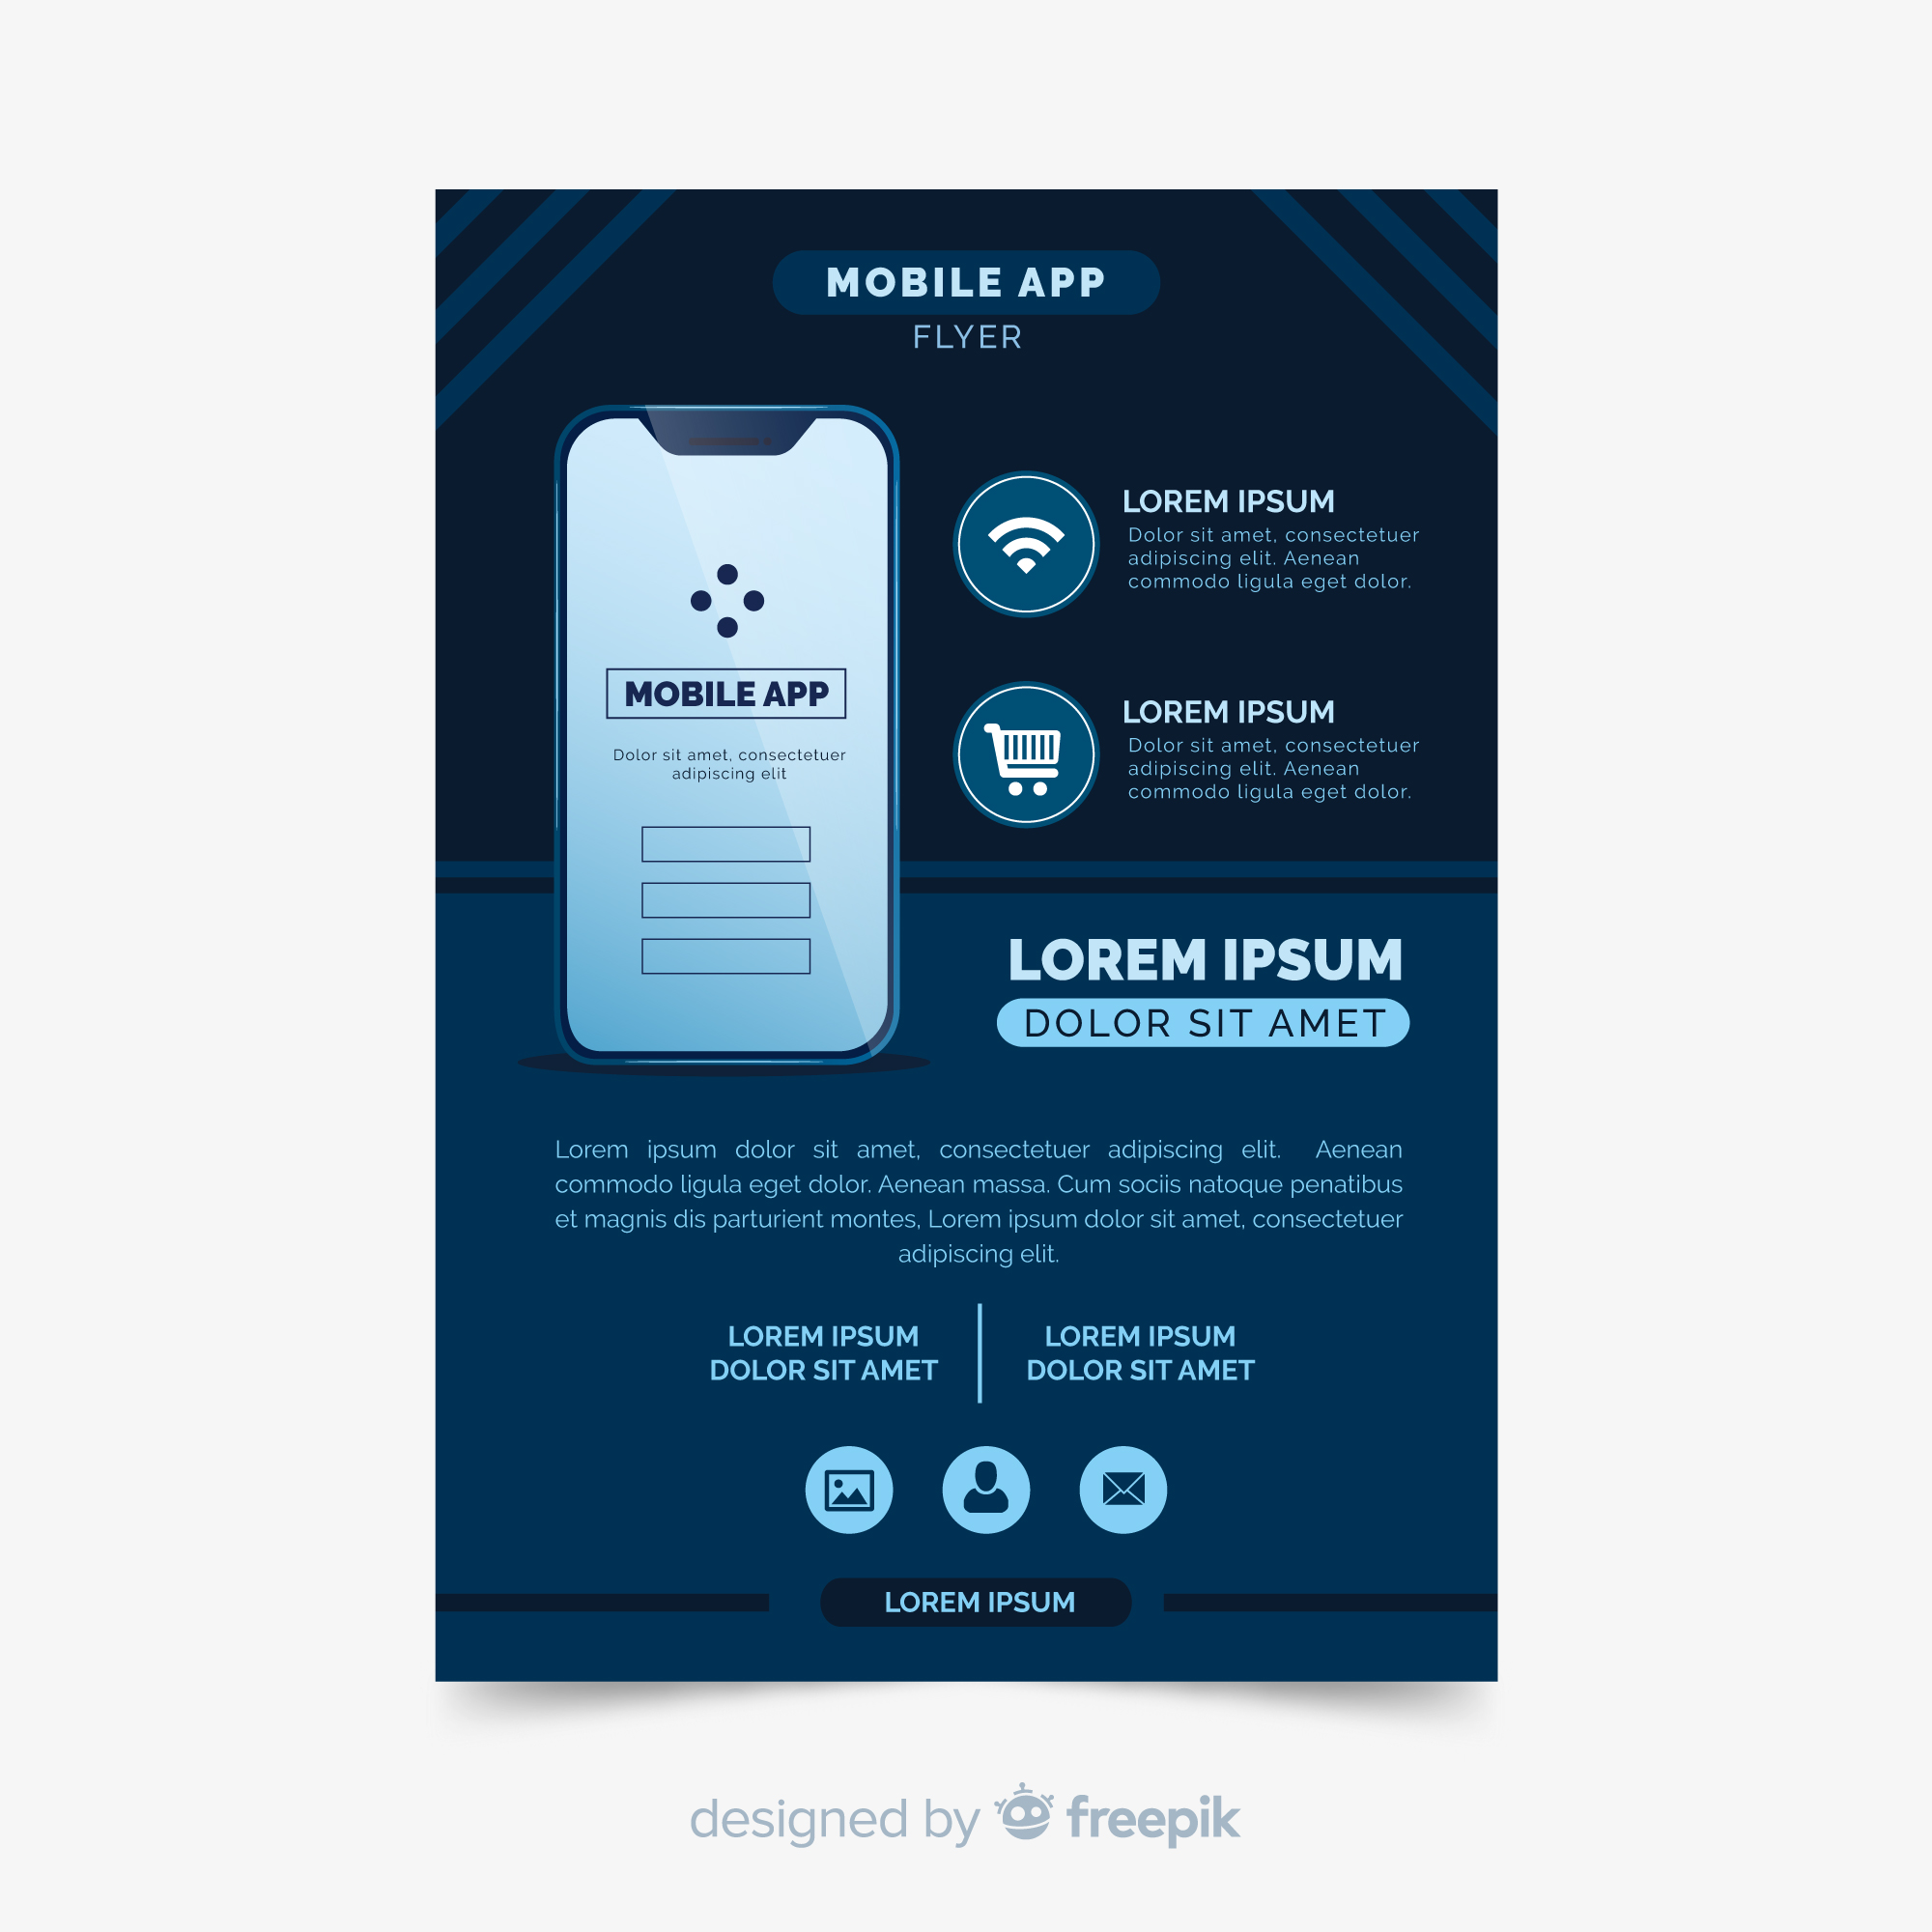 MOBILE APP
FLYER
MOBILE APP
Dolor sit amet, consectetuer
adipiscing elit
LOREM IPSUM
Dolor sit amet, consectetuer
adipiscing elit. Aenean
commodo ligula eget dolor.
LOREM IPSUM
Dolor sit amet, consectetuer
adipiscing elit. Aenean
commodo ligula eget dolor.
LOREM IPSUM
DOLOR SIT AMET
Lorem ipsum dolor sit amet, consectetuer adipiscing elit. Aenean
commodo ligula eget dolor. Aenean massa. Cum sociis natoque penatibus
et magnis dis parturient montes, Lorem ipsum dolor sit amet, consectetuer
adipiscing elit.
LOREM IPSUM
DOLOR SIT AMET
LOREM IPSUM
DOLOR SIT AMET
LOREM IPSUM
designed by freepik